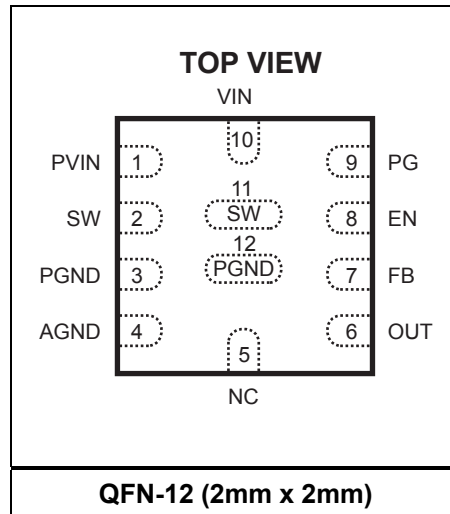 TOP VIEW
VIN
10
PVIN 1 9 PG
11
SW 2 SW 8 EN
12
PGND 3 PGND 7 FB
AGND 4 6 OUT
5
NC
QFN-12 (2mm x 2mm)